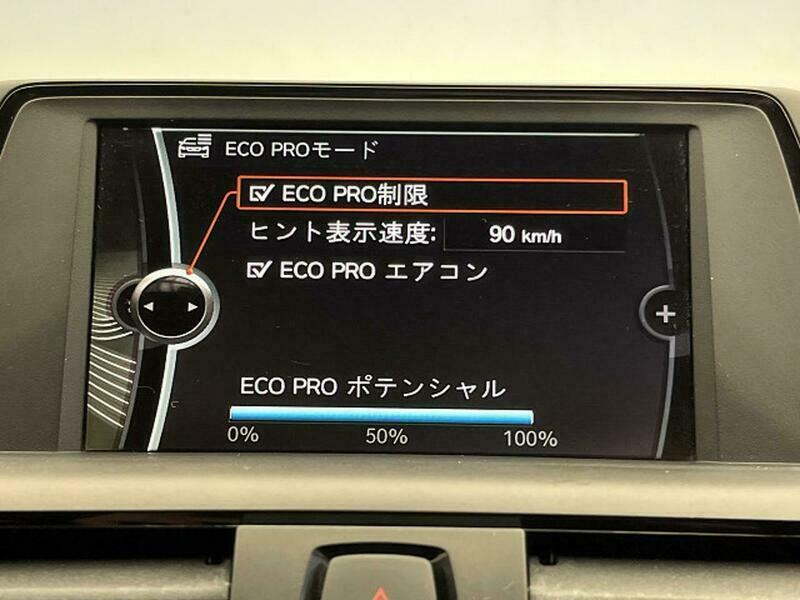 ECO PROモード
ECO PRO制限
ヒント表示速度: 90 km/h
ECO PRO エアコン
ECO PRO ポテンシャル
0% 50% 100%